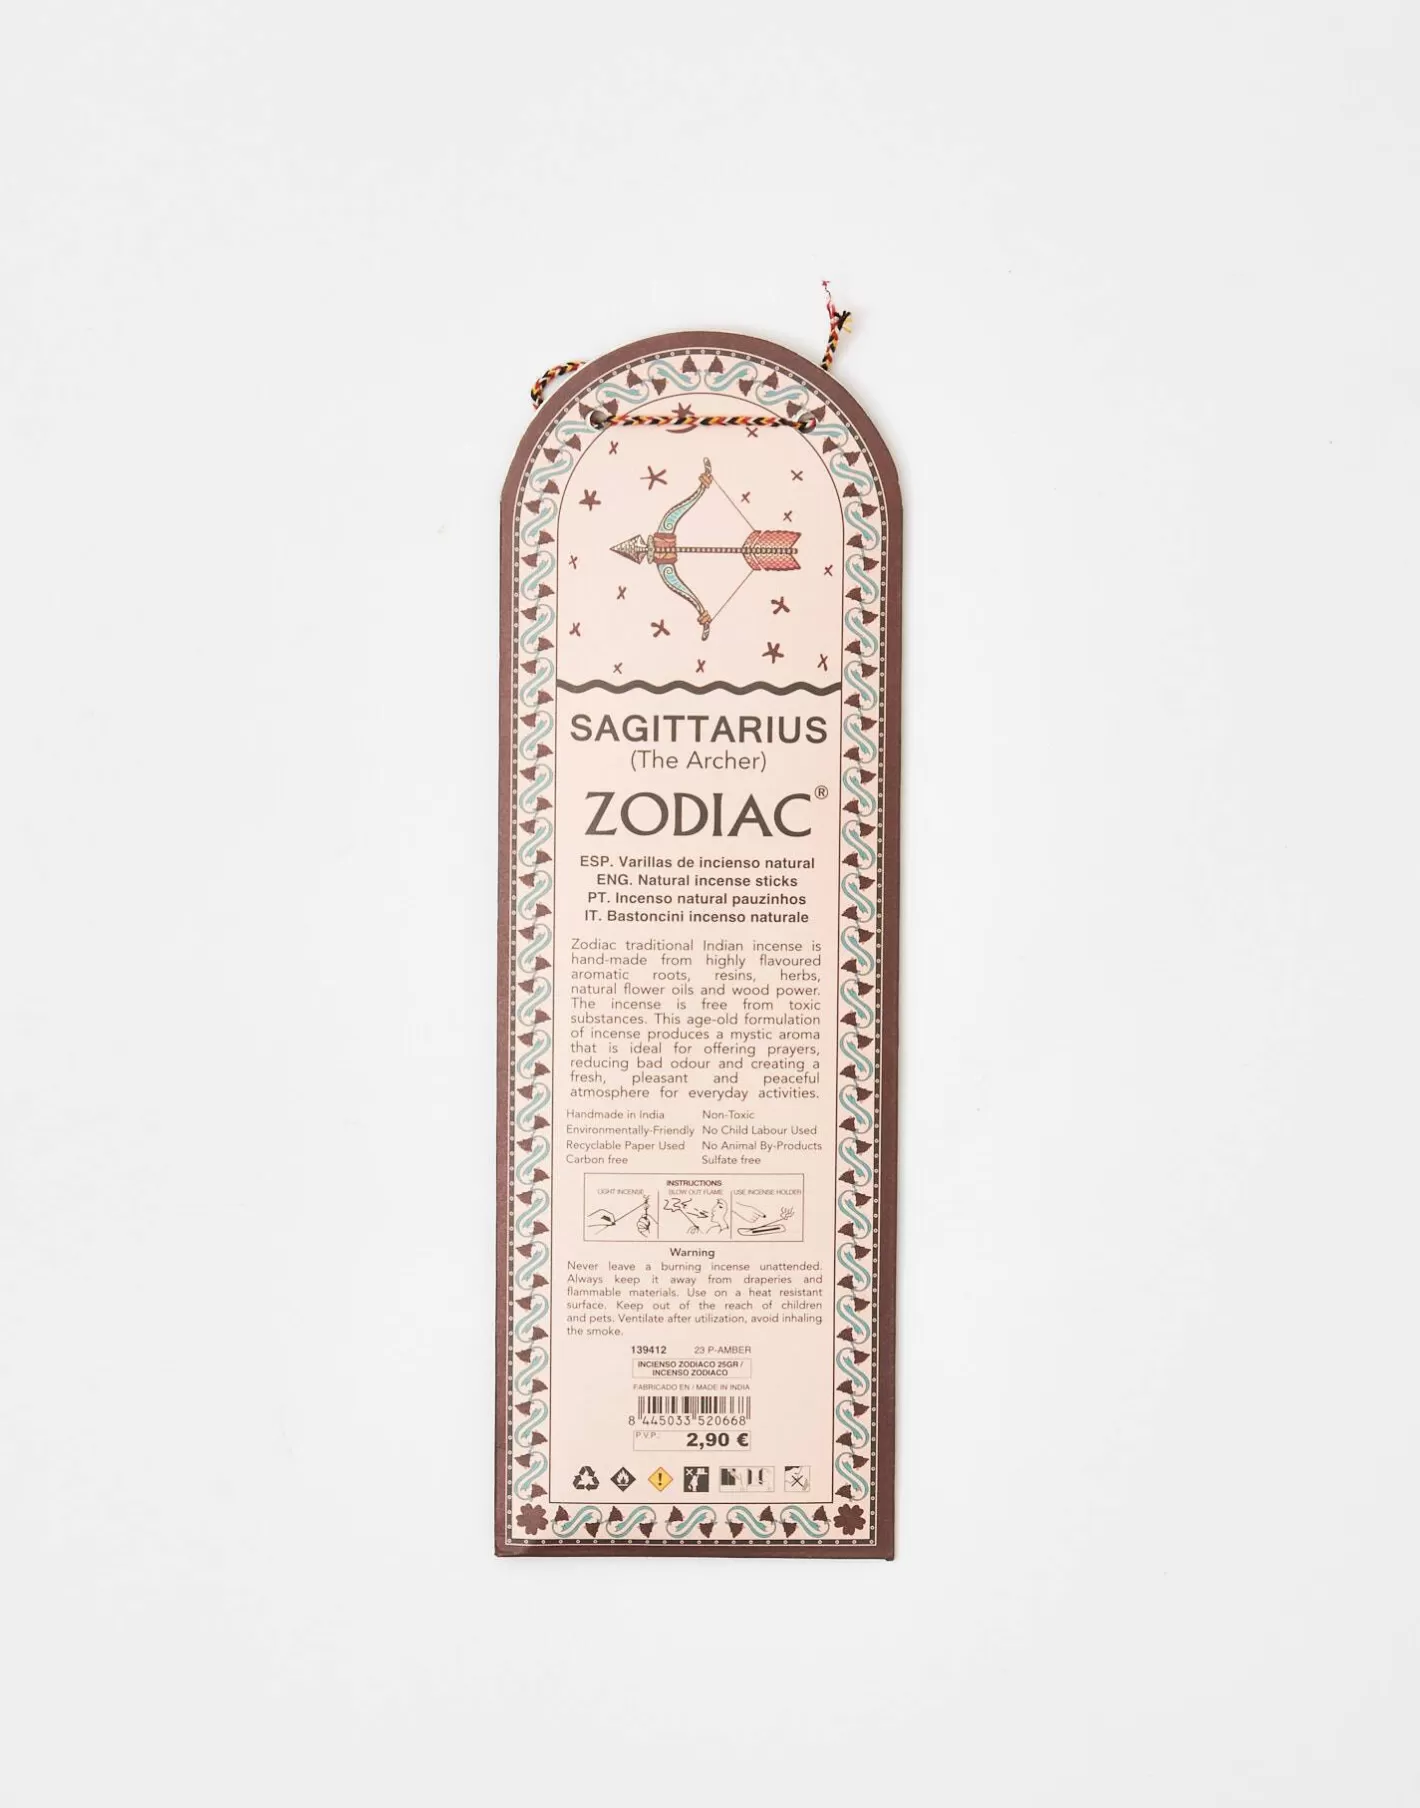 SAGITTARIUS
(The Archer)
ZODIAC®
ESP. Varillas de incienso natural
ENG. Natural incense sticks
PT. Incenso natural pauzinhos
IT. Bastoncini incenso naturale
Zodiac traditional Indian incense is
hand-made from highly flavoured
aromatic roots, resins, herbs,
natural flower oils and wood power.
The incense is free from toxic
substances. This age-old formulation
of incense produces a mystic aroma
that is ideal for offering prayers,
reducing bad odour and creating a
fresh, pleasant and peaceful
atmosphere for everyday activities.
Handmade in India Non-Toxic
Environmentally-Friendly No Child Labour Used
Recyclable Paper Used No Animal By-Products
Carbon free Sulfate free
INSTRUCTIONS
LIGHT INCENSE BLOW OUT FLAME USE INCENSE HOLDER
Warning
Never leave a burning incense unattended.
Always keep it away from draperies and
flammable materials. Use on a heat resistant
surface. Keep out of the reach of children
and pets. Ventilate after utilization, avoid inhaling
the smoke.
139412 23 P-AMBER
INCIENSO ZODIACO 25GR /
INCENSO ZODIACO
FABRICADO EN / MADE IN INDIA
8 445033 520668
P.V.P.: 2,90 €